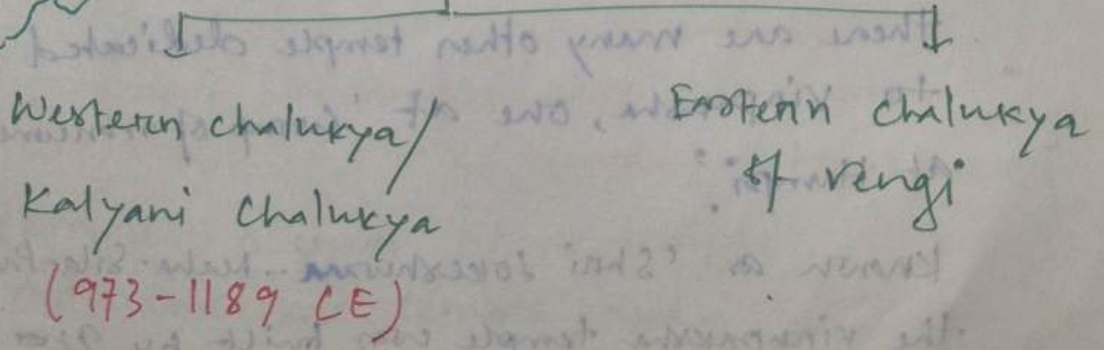 Western chalukya/
Kalyani Chalukya
(973-1189 CE)
Eastern chalukya
of vengi